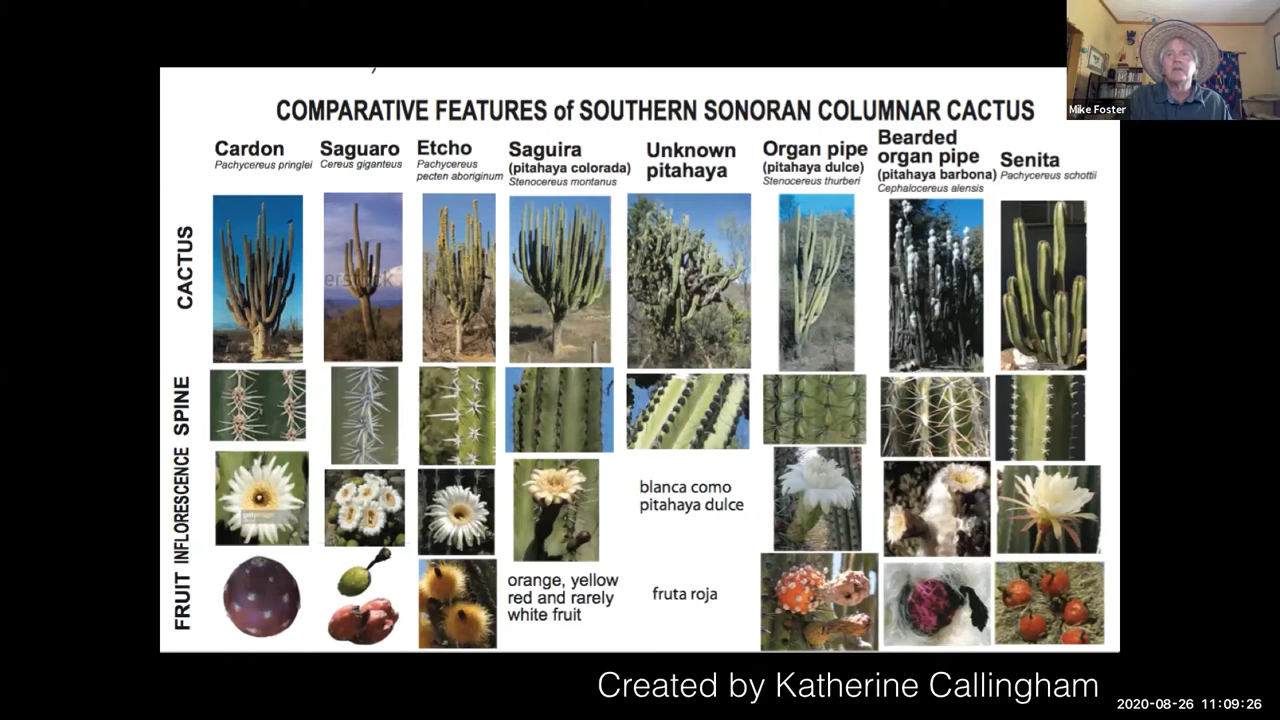 Mike Foster
COMPARATIVE FEATURES of SOUTHERN SONORAN COLUMNAR CACTUS
Cardon
Pachycereus pringlei
Saguaro
Cereus giganteus
Etcho
Pachycereus
pecten aboriginum
Saguira
(pitahaya colorada)
Stenocereus montanus
Unknown
pitahaya
Organ pipe
(pitahaya dulce)
Stenocereus thurberi
Bearded
organ pipe
(pitahaya barbona)
Cephalocereus alensis
Senita
Pachycereus schottii
CACTUS
SPINE
INFLORESCENCE
blanca como
pitahaya dulce
FRUIT
orange, yellow
red and rarely
white fruit
fruta roja
Created by Katherine Callingham
2020-08-26 11:09:26